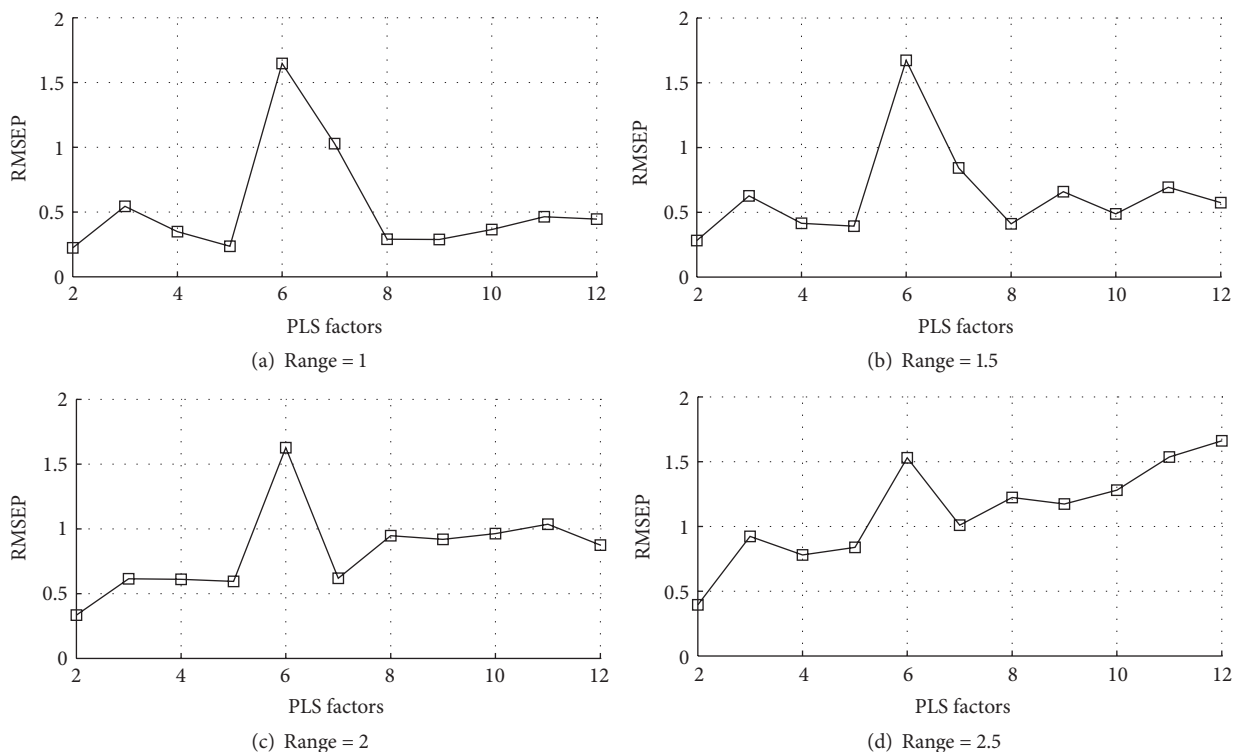 2
1.5
1
0.5
0
RMSEP
2 4 6 8 10 12
PLS factors
(a) Range = 1
2
1.5
1
0.5
0
RMSEP
2 4 6 8 10 12
PLS factors
(b) Range = 1.5
2
1.5
1
0.5
0
RMSEP
2 4 6 8 10 12
PLS factors
(c) Range = 2
2
1.5
1
0.5
0
RMSEP
2 4 6 8 10 12
PLS factors
(d) Range = 2.5